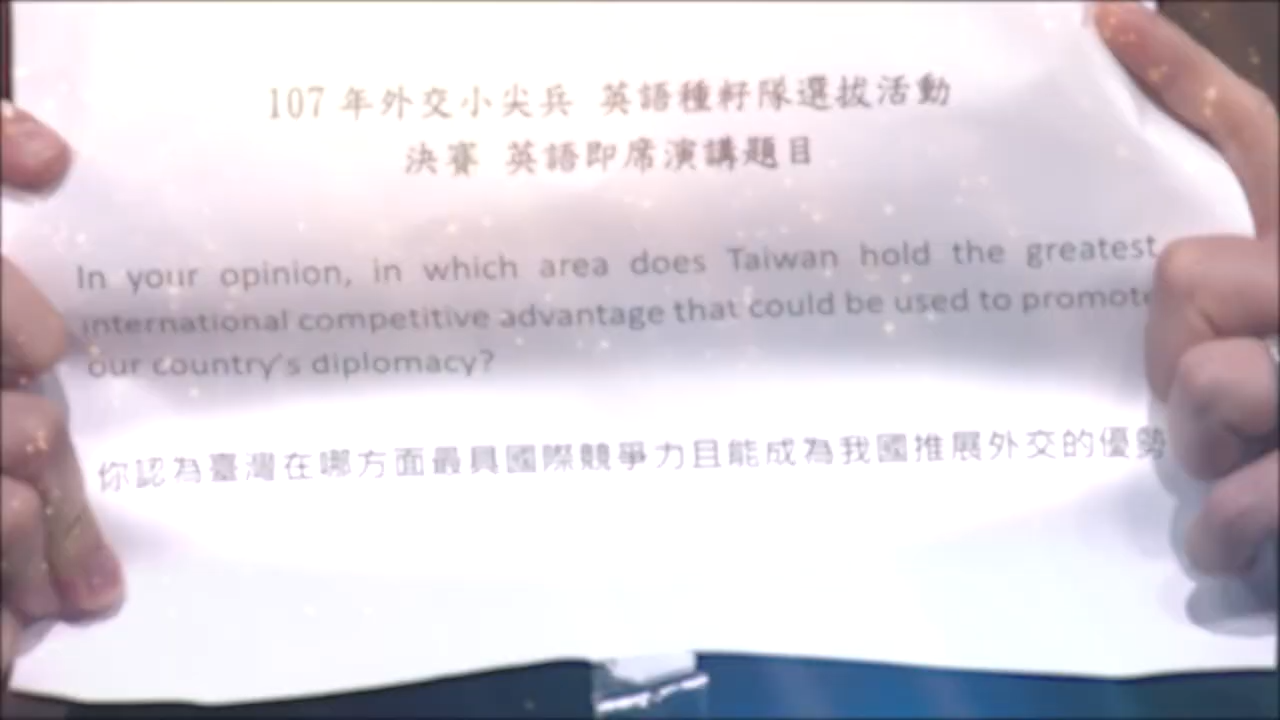 107 年外交小尖兵 英語種籽隊選拔活動
決賽 英語即席演講題目
In your opinion, in which area does Taiwan hold the greatest
international competitive advantage that could be used to promote
our country's diplomacy?
你認為臺灣在哪方面最具國際競爭力且能成為我國推展外交的優勢